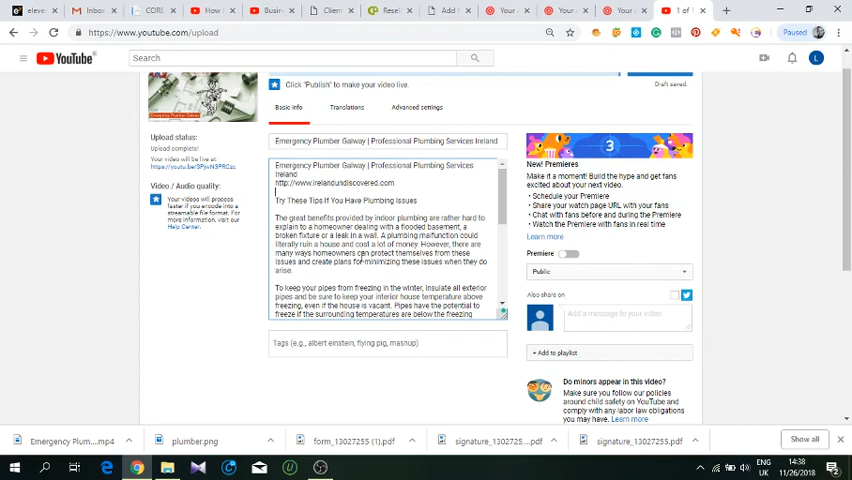 eleve
Inbox
CORE
How
Busine
Client
Rese
Add
Your A
Your
Your A
1 of 1
Paused
https://www.youtube.com/upload
YouTube
Search
L
Click "Publish" to make your video live.
Draft saved.
Basic info
Translations
Advanced settings
Emergency Plumber Galway
Upload status:
Upload complete!
Your video will be live at:
https://youtu.be/3PjwN3PRCzc
Video / Audio quality:
Your videos will process
faster if you encode into
a streamable file format. For
more information, visit our
Help Center.
Emergency Plumber Galway | Professional Plumbing Services Ireland
Emergency Plumber Galway | Professional Plumbing Services
Ireland
http://www.irelandundiscovered.com
Try These Tips If You Have Plumbing Issues
The great benefits provided by indoor plumbing are rather hard to
explain to a homeowner dealing with a flooded basement, a
broken fixture or a leak in a wall. A plumbing malfunction could
literally ruin a house and cost a lot of money. However, there are
many ways homeowners can protect themselves from these
issues and create plans for minimizing these issues when they do
arise.
To keep your pipes from freezing in the winter, insulate all exterior
pipes and be sure to keep your interior house temperature above
freezing, even if the house is vacant. Pipes have the potential to
freeze if the surrounding temperatures are below the freezing
Tags (e.g., albert einstein, flying pig, mashup)
3
New! Premieres
Make it a moment! Build the hype and get fans
excited about your next video.
• Schedule your Premiere
• Share your watch page URL with your fans
• Chat with fans before and during the Premiere
• Watch the Premiere with fans in real time
Learn more
Premiere
Public
Also share on
Add a message to your video
+ Add to playlist
Do minors appear in this video?
Make sure you follow our policies
around child safety on YouTube and
comply with any labor law obligations
you may have. Learn more
Emergency Plum....mp4
plumber.png
form_13027255 (1).pdf
signature_1302725....pdf
signature_13027255.pdf
Show all
ENG
UK
14:38
11/26/2018